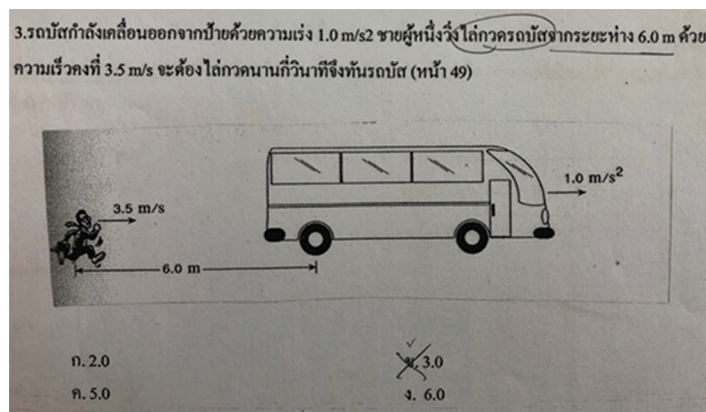 3.รถบัสกำลังเคลื่อนออกจากป้ายด้วยความเร่ง 1.0 m/s2 ชายผู้หนึ่งวิ่งไล่กวดรถบัสจากระยะห่าง 6.0 m ด้วย
ความเร็วคงที่ 3.5 m/s จะต้องไล่กวดนานกี่วินาทีจึงทันรถบัส (หน้า 49)
1.0 m/s²
3.5 m/s
6.0 m
ก. 2.0
ข. 3.0
ค. 5.0
ง. 6.0